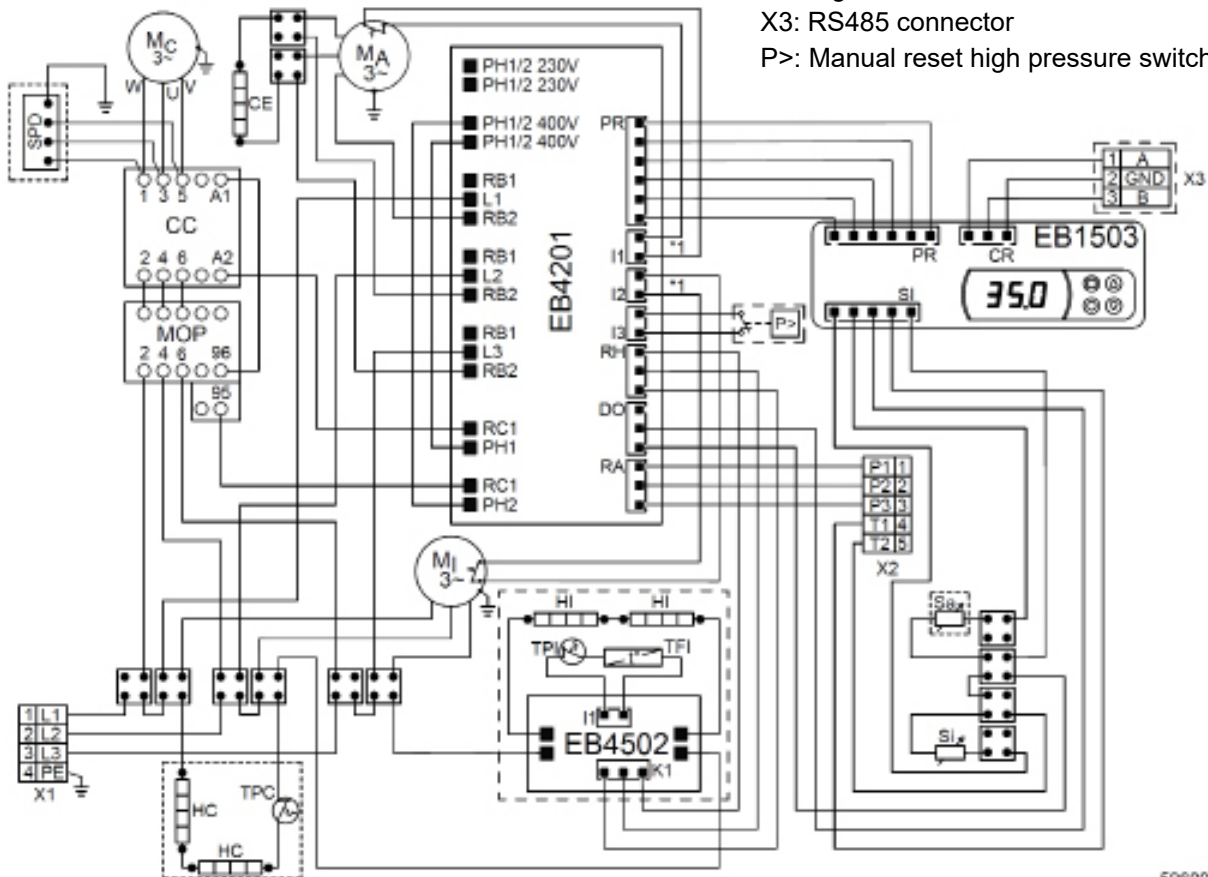 X3: RS485 connector
P>: Manual reset high pressure switch
MC
3~
W U V
SPD
CE
MA
3~
1 3 5 A1
CC
2 4 6 A2
MOP
2 4 6 96
95
PH1/2 230V
PH1/2 230V
PH1/2 400V
PH1/2 400V
RB1
L1
RB2
RB1
L2
RB2
RB1
L3
RB2
RC1
PH1
RC1
PH2
EB4201
PR
I1
*1
I2
*1
I3
RH
DO
RA
P>
1 A
2 GND
3 B
X3
EB1503
PR
CR
SI
35,0
P1 1
P2 2
P3 3
T1 4
T2 5
X2
Sa
Si
MI
3~
HI
HI
TPI
TFI
I1
EB4502
K1
1 L1
2 L2
3 L3
4 PE
X1
HC
TPC
HC